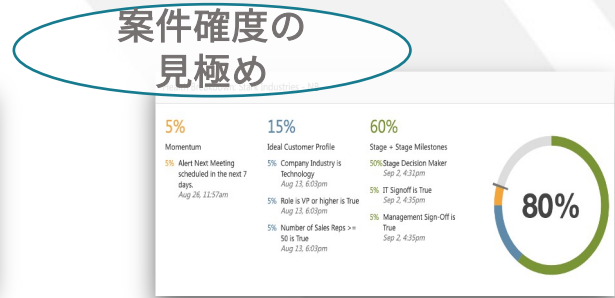 案件確度の
見極め
5%
Momentum
5% Alert Next Meeting
scheduled in the next 7
days.
Aug 26, 11:57am
15%
Ideal Customer Profile
5% Company Industry is
Technology
Aug 13, 6:03pm
5% Role is VP or higher is True
Aug 13, 6:03pm
5% Number of Sales Reps >=
50 is True
Aug 13, 6:03pm
60%
Stage + Stage Milestones
50%Stage Decision Maker
Sep 2, 4:31pm
5% IT Signoff is True
Sep 2, 4:35pm
5% Management Sign-Off is
True
Sep 2, 4:35pm
80%